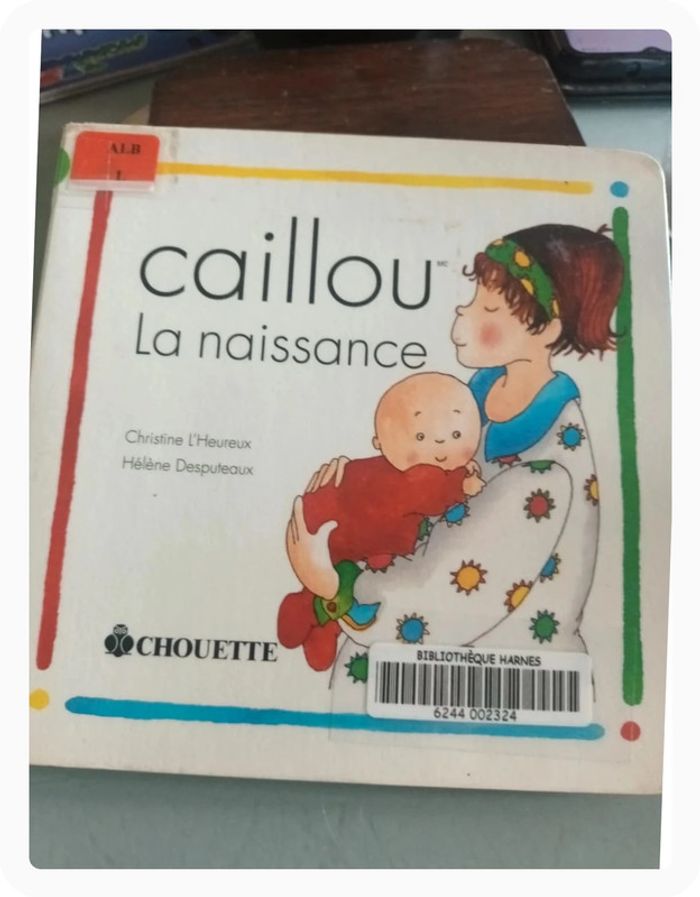 ALB
L
caillou MC
La naissance
Christine L'Heureux
Hélène Desputeaux
CHOUETTE
BIBLIOTHÈQUE HARNES
6244 002324